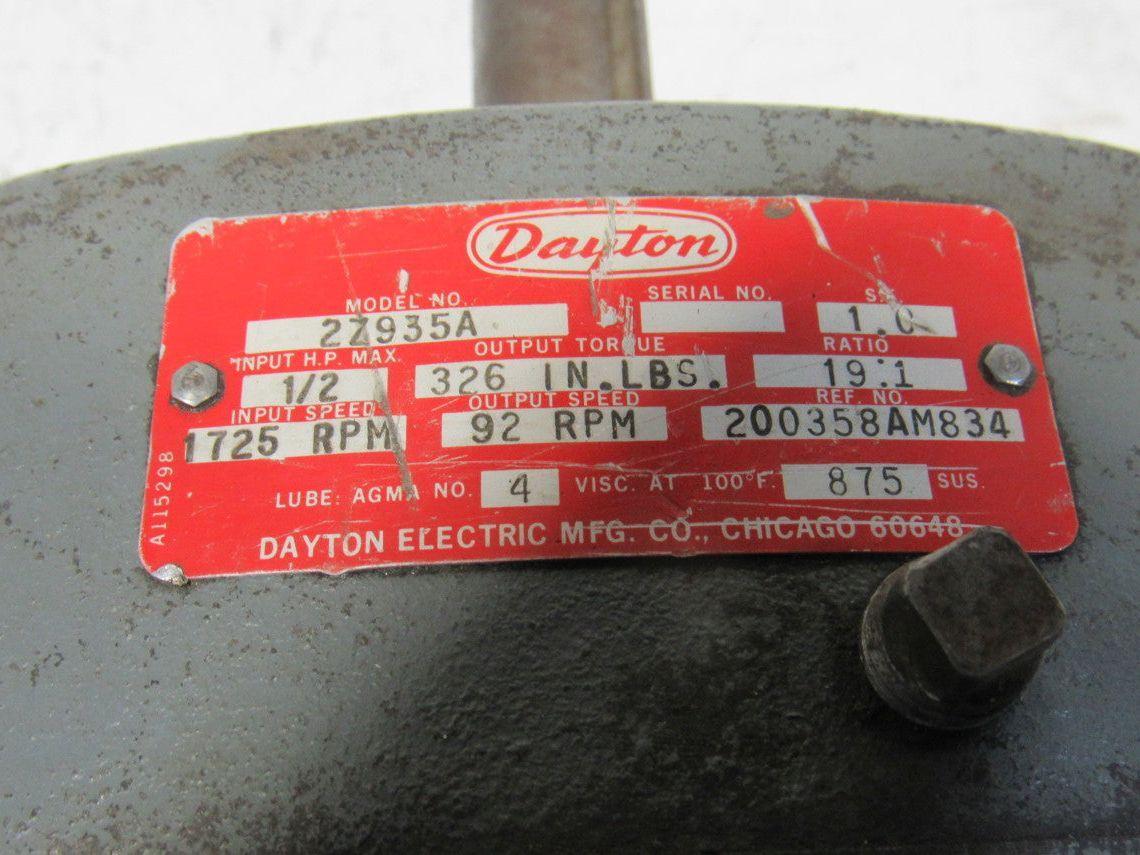 Dayton
MODEL NO. SERIAL NO.
2Z935A 1.0
INPUT H.P. MAX. OUTPUT TORQUE RATIO
1/2 326 IN.LBS. 19:1
INPUT SPEED OUTPUT SPEED REF. NO.
1725 RPM 92 RPM 200358AM834
LUBE: AGMA NO. 4 VISC. AT 100°F. 875 SUS.
DAYTON ELECTRIC MFG. CO., CHICAGO 60648
A115298